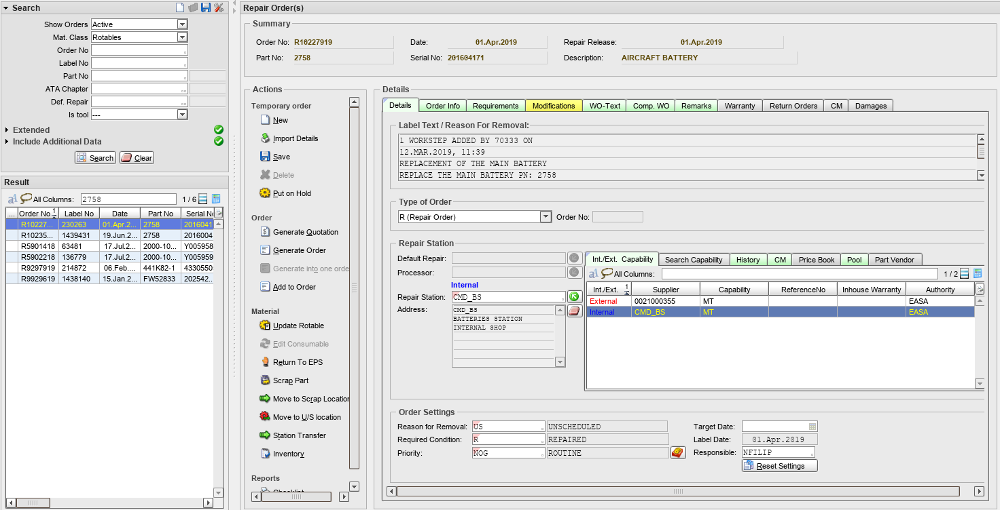 Search
Show Orders Active
Mat. Class Rotables
Order No
Label No
Part No
ATA Chapter
Def. Repair
Is tool ---
Extended
Include Additional Data
Search Clear
Result
aI All Columns: 2758 1 / 6
... Order No 1 Label No Date Part No Serial No
R10227... 230263 01.Apr.2... 2758 2016041
R10235... 1439431 19.Jun.2... 2758 2016004
R5901418 63481 17.Jul.2... 2000-10... Y005958
R5902218 136779 17.Jul.2... 2000-10... Y005959
R9297919 214872 06.Feb.... 441K82-1 4330550
R9929619 1438140 15.Jan.2... FW52833 202542..
Repair Order(s)
Summary
Order No: R10227919 Date: 01.Apr.2019 Repair Release: 01.Apr.2019
Part No: 2758 Serial No: 201604171 Description: AIRCRAFT BATTERY
Actions
Temporary order
New
Import Details
Save
Delete
Put on Hold
Order
Generate Quotation
Generate Order
Generate into one orde
Add to Order
Material
Update Rotable
Edit Consumable
Return To EPS
Scrap Part
Move to Scrap Location
Move to U/S location
Station Transfer
Inventory
Reports
Checklist
Details
Details Order Info Requirements Modifications WO-Text Comp. WO Remarks Warranty Return Orders CM Damages
Label Text / Reason For Removal:
1 WORKSTEP ADDED BY 70333 ON
12.MAR.2019, 11:39
REPLACEMENT OF THE MAIN BATTERY
REPLACE THE MAIN BATTERY PN: 2758
Type of Order
R (Repair Order) Order No:
Repair Station
Default Repair:
Processor:
Internal
Repair Station: CMD_BS
Address: CMD_BS
BATTERIES STATION
INTERNAL SHOP
Int./Ext. Capability Search Capability History CM Price Book Pool Part Vendor
aI All Columns: 1 / 2
Int./Ext. 1 Supplier Capability ReferenceNo Inhouse Warranty Authority
External 0021000355 MT EASA
Internal CMD_BS MT EASA
Order Settings
Reason for Removal: US UNSCHEDULED Target Date:
Required Condition: R REPAIRED Label Date: 01.Apr.2019
Priority: NOG ROUTINE Responsible: NFILIP
Reset Settings